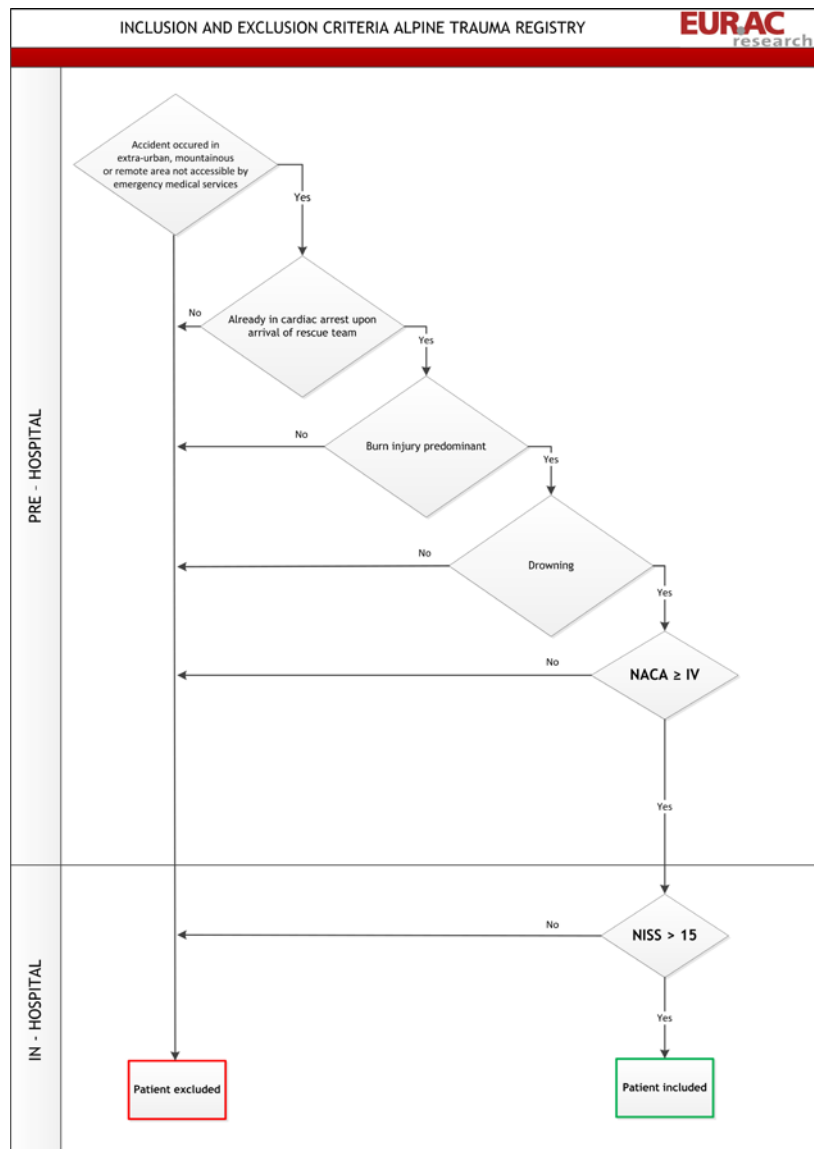 INCLUSION AND EXCLUSION CRITERIA ALPINE TRAUMA REGISTRY
EURAC
research
PRE - HOSPITAL
Accident occured in
extra-urban, mountainous
or remote area not accessible by
emergency medical services
Yes
No
Already in cardiac arrest upon
arrival of rescue team
Yes
No
Burn injury predominant
Yes
No
Drowning
Yes
No
NACA ≥ IV
Yes
IN - HOSPITAL
No
NISS > 15
Yes
Patient excluded
Patient included